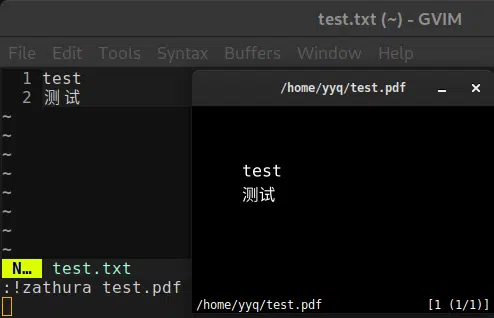 test.txt (~) - GVIM
File Edit Tools Syntax Buffers Window Help
1 test
2 测试
~
~
~
~
~
~
~
~
N… test.txt
:!zathura test.pdf
/home/yyq/test.pdf
test
测试
/home/yyq/test.pdf [1 (1/1)]